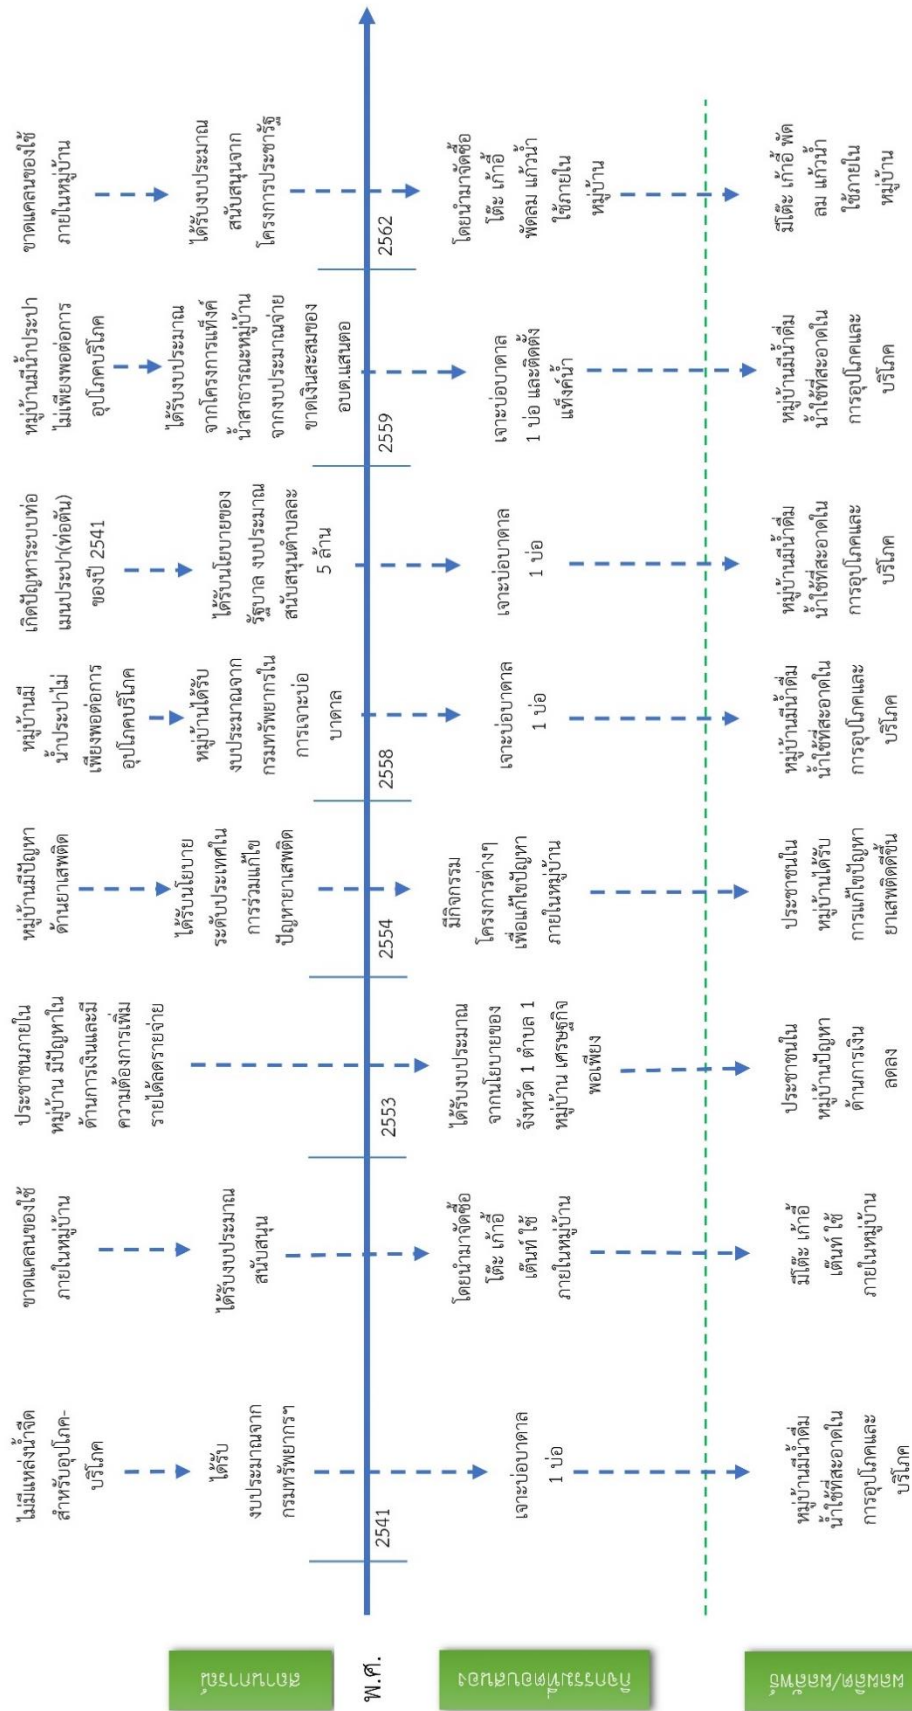 สถานการณ์
ไม่มีแหล่งน้ำจืด
สำหรับอุปโภค-
บริโภค
ได้รับ
งบประมาณจาก
กรมทรัพยากรฯ
ขาดแคลนของใช้
ภายในหมู่บ้าน
ได้รับงบประมาณ
สนับสนุน
ประชาชนภายใน
หมู่บ้าน มีปัญหาใน
ด้านการเงินและมี
ความต้องการเพิ่ม
รายได้ลดรายจ่าย
หมู่บ้านมีปัญหา
ด้านยาเสพติด
ได้รับนโยบาย
ระดับประเทศใน
การร่วมแก้ไข
ปัญหายาเสพติด
หมู่บ้านมี
น้ำประปาไม่
เพียงพอต่อการ
อุปโภคบริโภค
หมู่บ้านได้รับ
งบประมาณจาก
กรมทรัพยากรใน
การเจาะบ่อ
บาดาล
เกิดปัญหาระบบท่อ
เมนประปา(ท่อตัน)
ของปี 2541
ได้รับนโยบายของ
รัฐบาล งบประมาณ
สนับสนุนตำบลละ
5 ล้าน
หมู่บ้านมีน้ำประปา
ไม่เพียงพอต่อการ
อุปโภคบริโภค
ได้รับงบประมาณ
จากโครงการแท็งค์
น้ำสาธารณะหมู่บ้าน
จากงบประมาณจ่าย
ขาดเงินสะสมของ
อบต.แสนตอ
ขาดแคลนของใช้
ภายในหมู่บ้าน
ได้รับงบประมาณ
สนับสนุนจาก
โครงการประชารัฐ
พ.ศ.
2541
2553
2554
2558
2559
2562
กิจกรรมที่ตอบสนอง
เจาะบ่อบาดาล
1 บ่อ
โดยนำมาจัดซื้อ
โต๊ะ เก้าอี้
เต็นท์ ใช้
ภายในหมู่บ้าน
ได้รับงบประมาณ
จากนโยบายของ
จังหวัด 1 ตำบล 1
หมู่บ้าน เศรษฐกิจ
พอเพียง
มีกิจกรรม
โครงการต่างๆ
เพื่อแก้ไขปัญหา
ภายในหมู่บ้าน
เจาะบ่อบาดาล
1 บ่อ
เจาะบ่อบาดาล
1 บ่อ
เจาะบ่อบาดาล
1 บ่อ และติดตั้ง
แท็งค์น้ำ
โดยนำมาจัดซื้อ
โต๊ะ เก้าอี้
พัดลม แก้วน้ำ
ใช้ภายใน
หมู่บ้าน
ผลผลิต/ผลลัพธ์
หมู่บ้านมีน้ำดื่ม
น้ำใช้ที่สะอาดใน
การอุปโภคและ
บริโภค
มีโต๊ะ เก้าอี้
เต็นท์ ใช้
ภายในหมู่บ้าน
ประชาชนใน
หมู่บ้านปัญหา
ด้านการเงิน
ลดลง
ประชาชนใน
หมู่บ้านได้รับ
การแก้ไขปัญหา
ยาเสพติดดีขึ้น
หมู่บ้านมีน้ำดื่ม
น้ำใช้ที่สะอาดใน
การอุปโภคและ
บริโภค
หมู่บ้านมีน้ำดื่ม
น้ำใช้ที่สะอาดใน
การอุปโภคและ
บริโภค
หมู่บ้านมีน้ำดื่ม
น้ำใช้ที่สะอาดใน
การอุปโภคและ
บริโภค
มีโต๊ะ เก้าอี้ พัด
ลม แก้วน้ำ
ใช้ภายใน
หมู่บ้าน